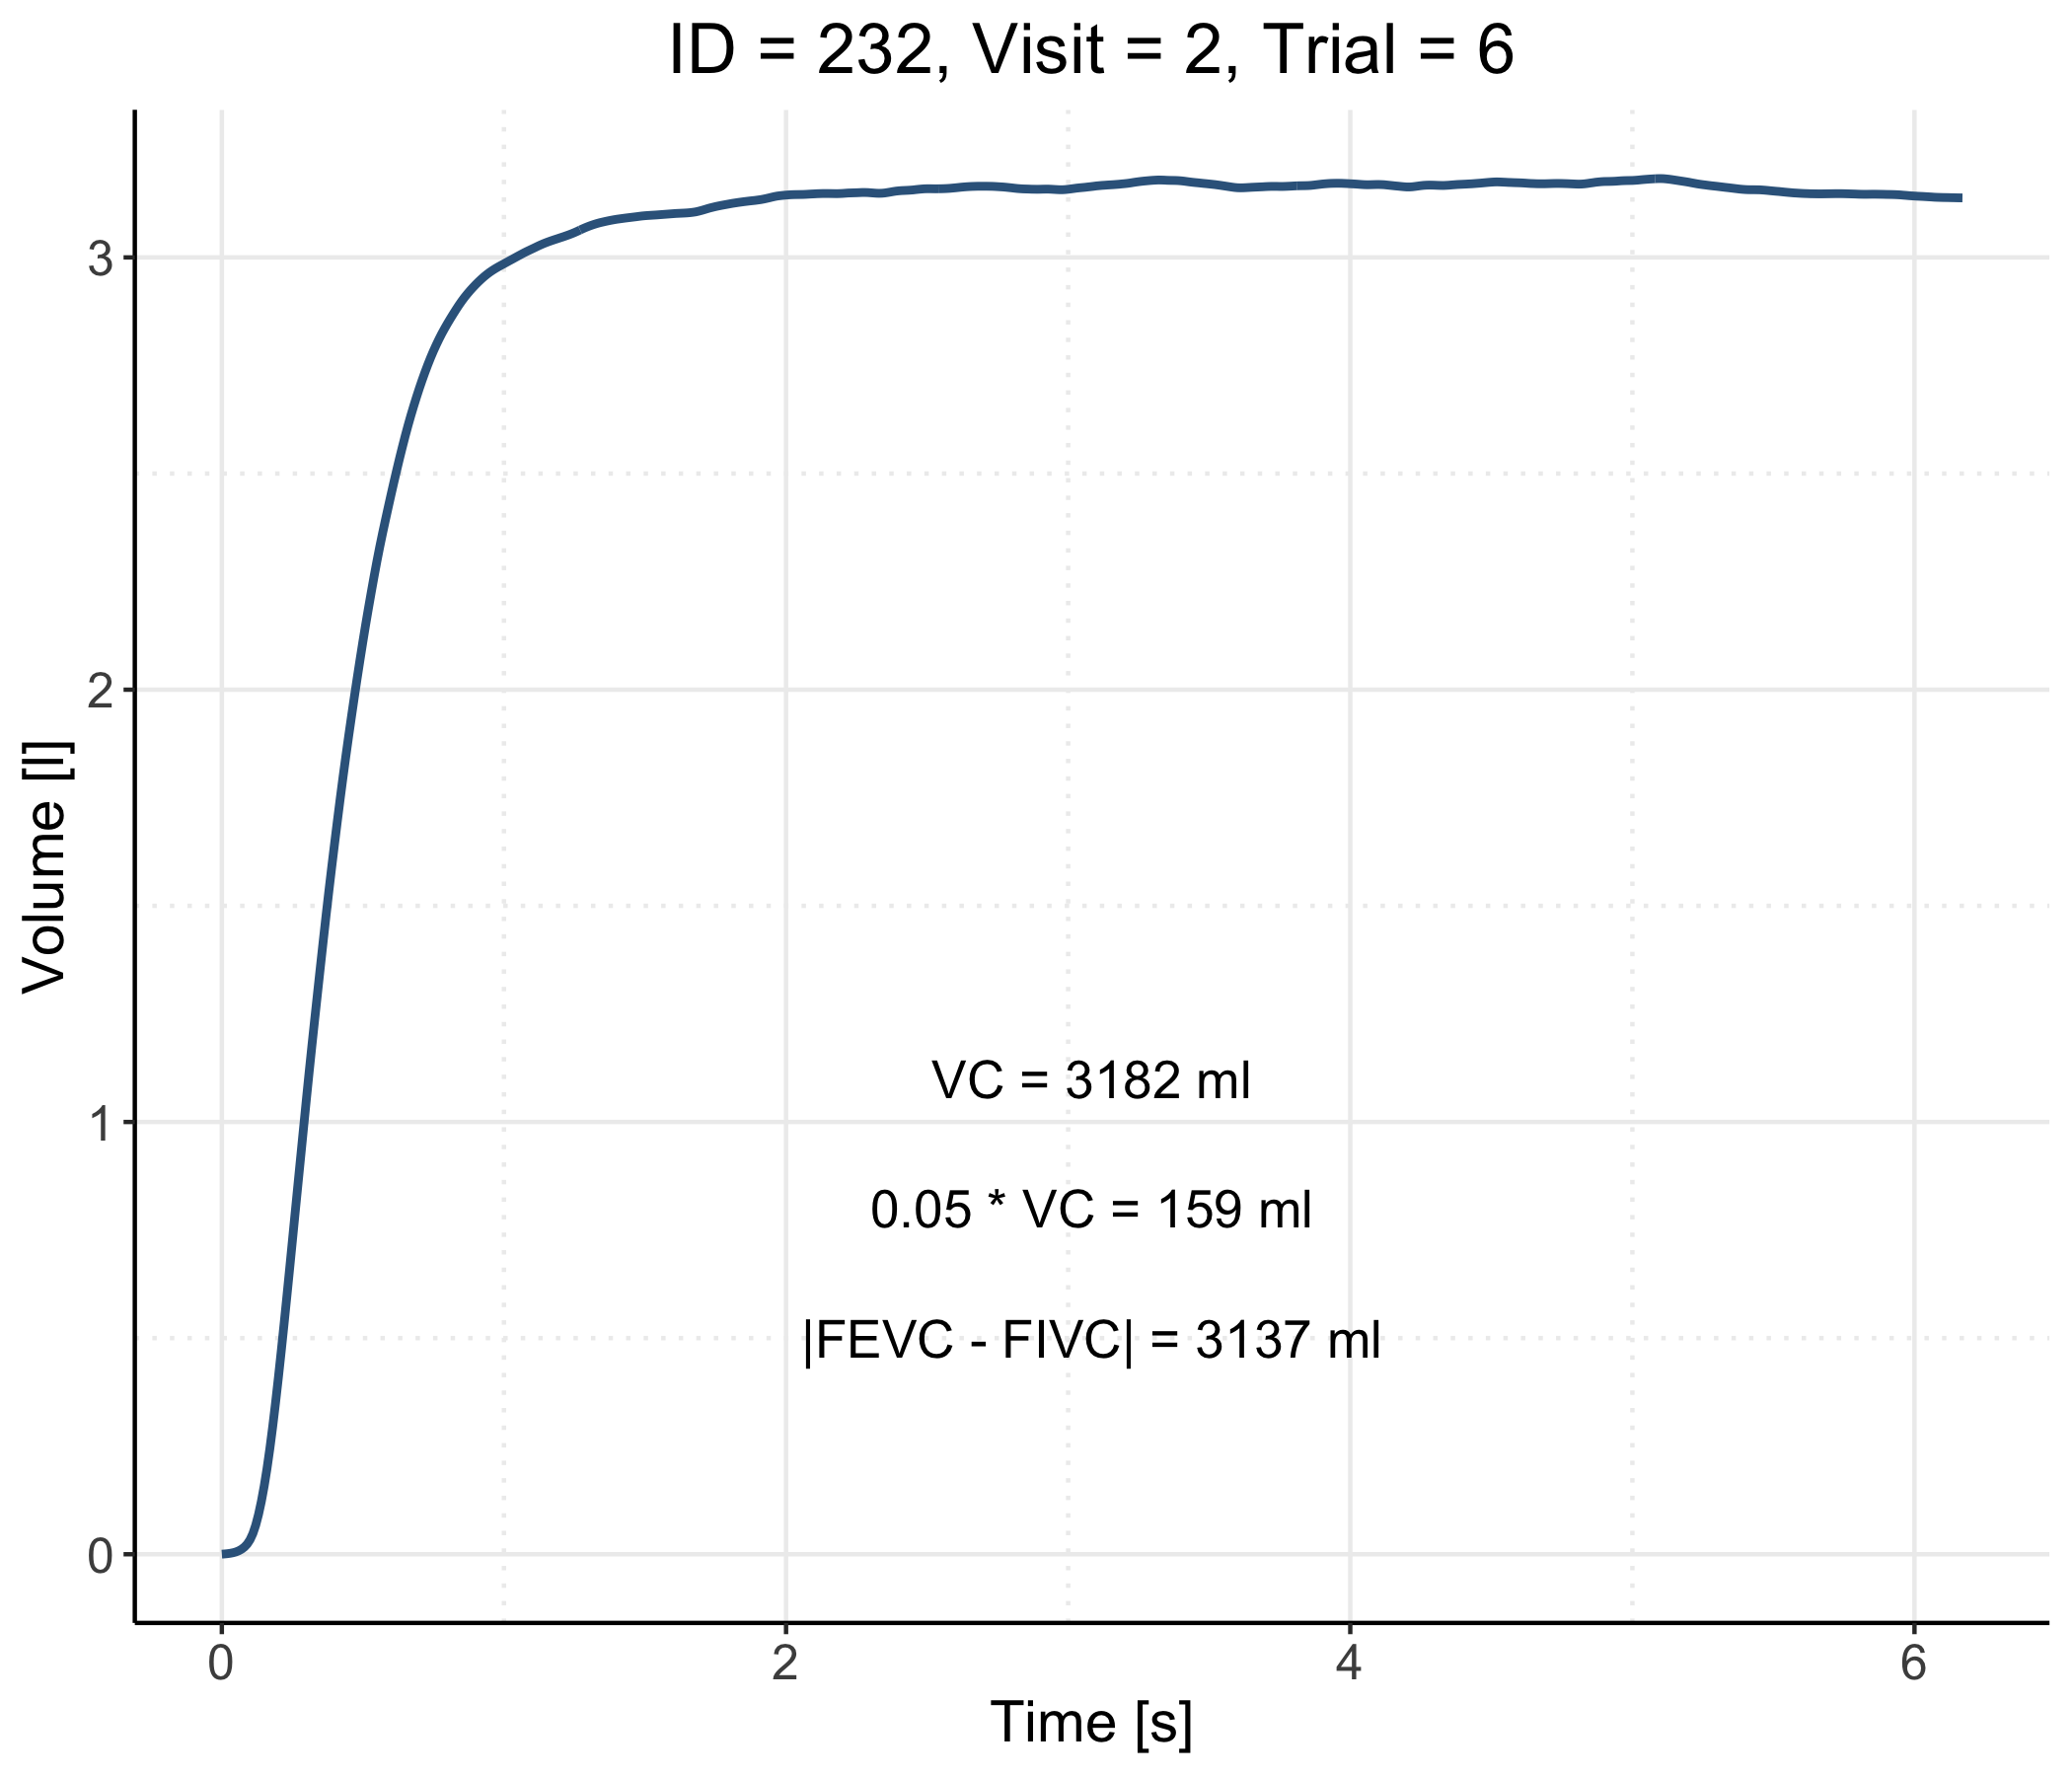 ID = 232, Visit = 2, Trial = 6
3
2
1
0
Volume [l]
VC = 3182 ml
0.05 * VC = 159 ml
|FEVC - FIVC| = 3137 ml
0 2 4 6
Time [s]